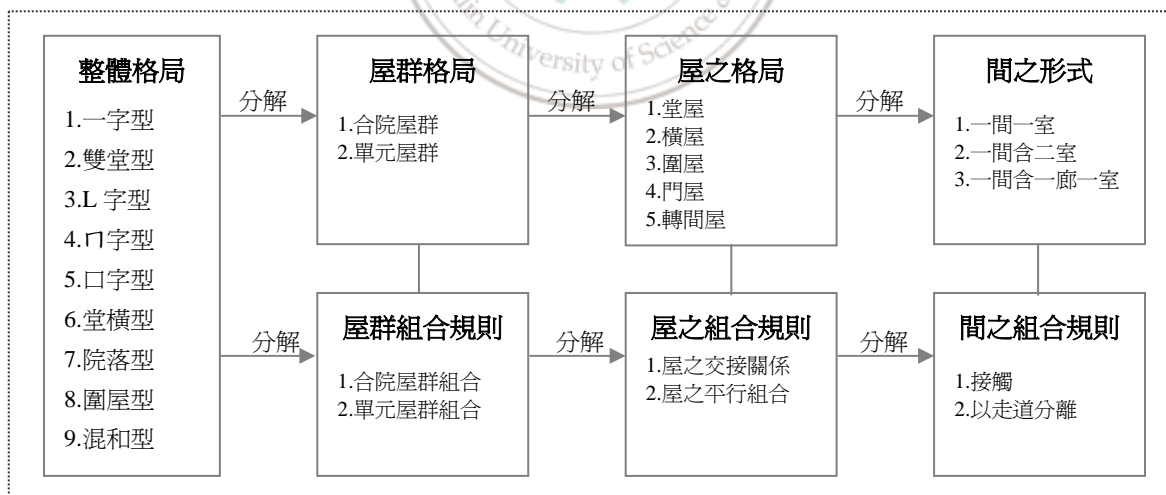 University of Science
整體格局
1.一字型
2.雙堂型
3.L 字型
4.ㄇ字型
5.口字型
6.堂橫型
7.院落型
8.圍屋型
9.混和型
分解
屋群格局
1.合院屋群
2.單元屋群
分解
屋之格局
1.堂屋
2.橫屋
3.圍屋
4.門屋
5.轉間屋
分解
間之形式
1.一間一室
2.一間含二室
3.一間含一廊一室
分解
屋群組合規則
1.合院屋群組合
2.單元屋群組合
分解
屋之組合規則
1.屋之交接關係
2.屋之平行組合
分解
間之組合規則
1.接觸
2.以走道分離